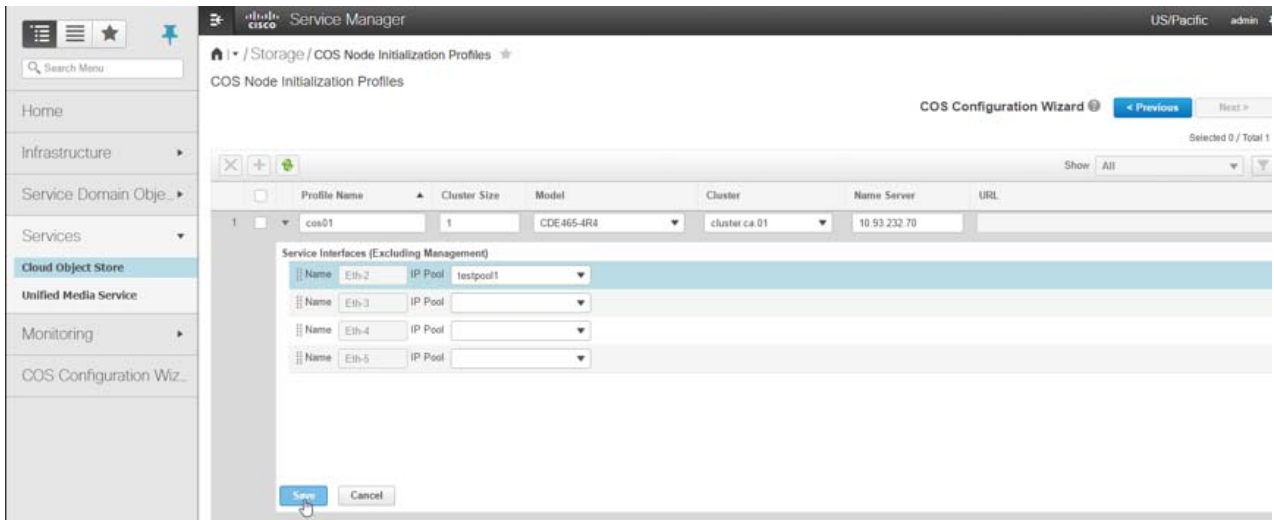 cisco Service Manager
US/Pacific admin
Search Menu
/ Storage / COS Node Initialization Profiles
COS Node Initialization Profiles
COS Configuration Wizard < Previous Next >
Selected 0 / Total 1
Show All
Home
Infrastructure
Service Domain Obje...
Services
Cloud Object Store
Unified Media Service
Monitoring
COS Configuration Wiz...
Profile Name Cluster Size Model Cluster Name Server URL
1 cos01 1 CDE465-4R4 cluster.ca.01 10.93.232.70
Service Interfaces (Excluding Management)
Name Eth-2 IP Pool testpool1
Name Eth-3 IP Pool
Name Eth-4 IP Pool
Name Eth-5 IP Pool
Save Cancel